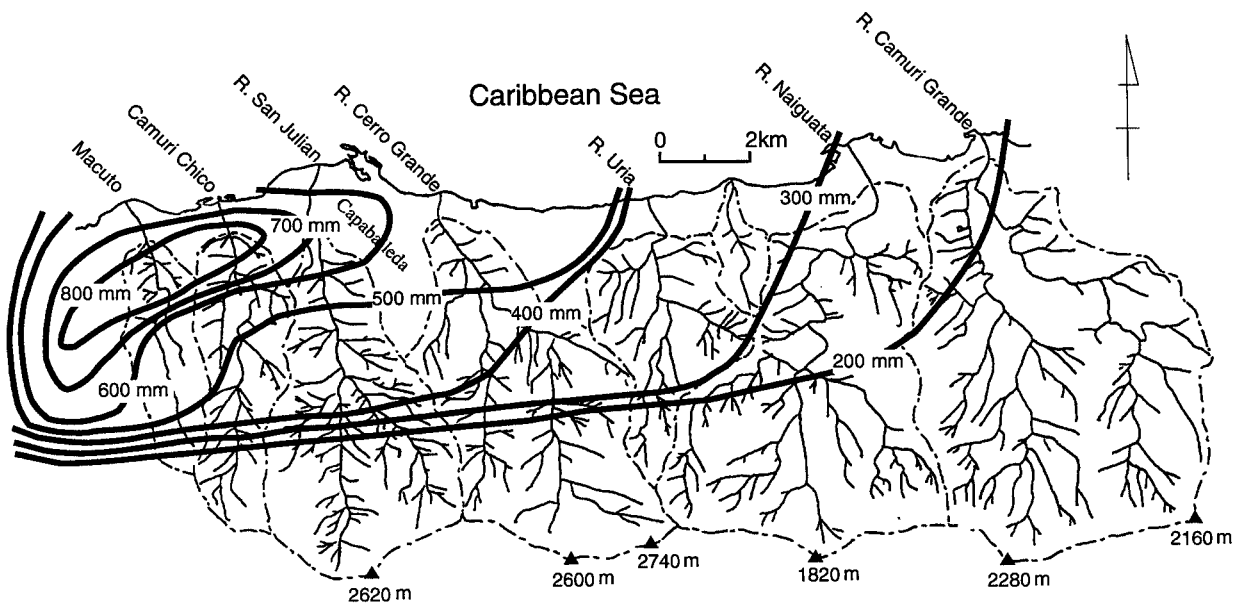 R. Camuri Grande
R. Naiguata
Caribbean Sea
R. San Julian
R. Cerro Grande
Camuri Chico
Macuto
R. Uria
0 2km
300 mm
700 mm
Caraballeda
800 mm
500 mm
400 mm
200 mm
600 mm
2160 m
2740 m
2600 m
1820 m
2280 m
2620 m